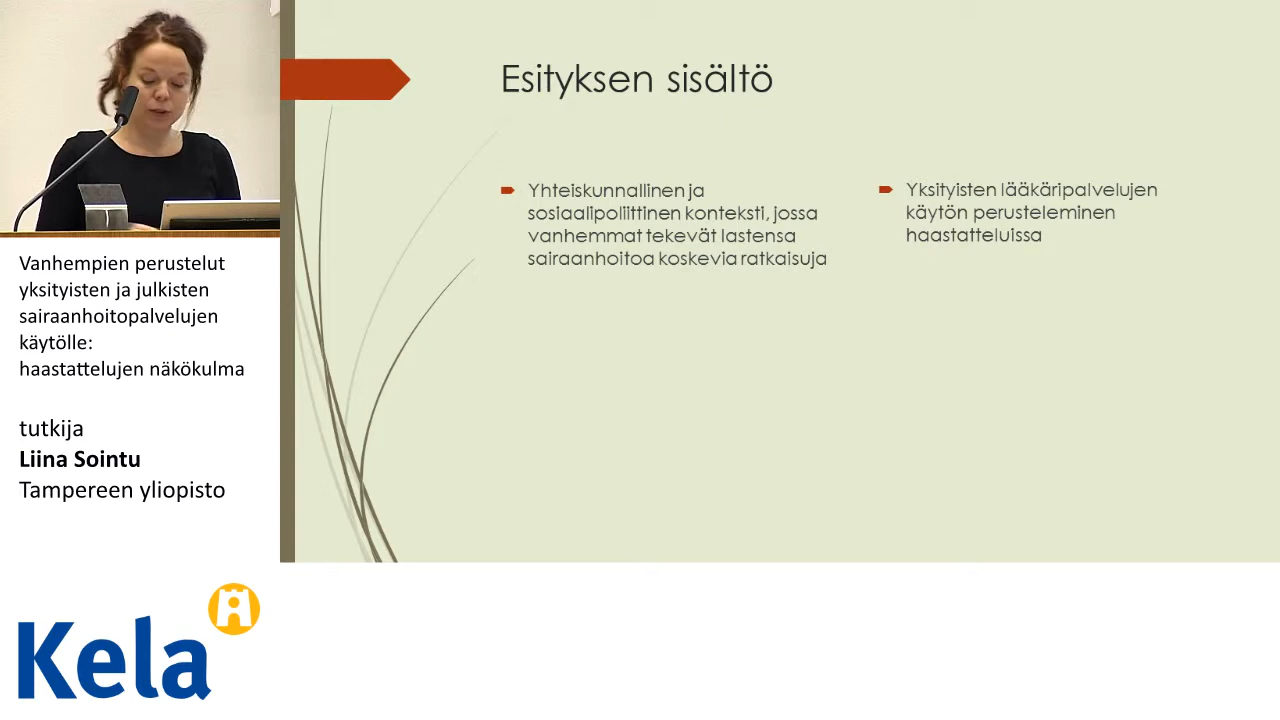 Esityksen sisältö
Yhteiskunnallinen ja
sosiaalipoliittinen konteksti, jossa
vanhemmat tekevät lastensa
sairaanhoitoa koskevia ratkaisuja
Yksityisten lääkäripalvelujen
käytön perusteleminen
haastatteluissa
Vanhempien perustelut
yksityisten ja julkisten
sairaanhoitopalvelujen
käytölle:
haastattelujen näkökulma
tutkija
Liina Sointu
Tampereen yliopisto
Kela